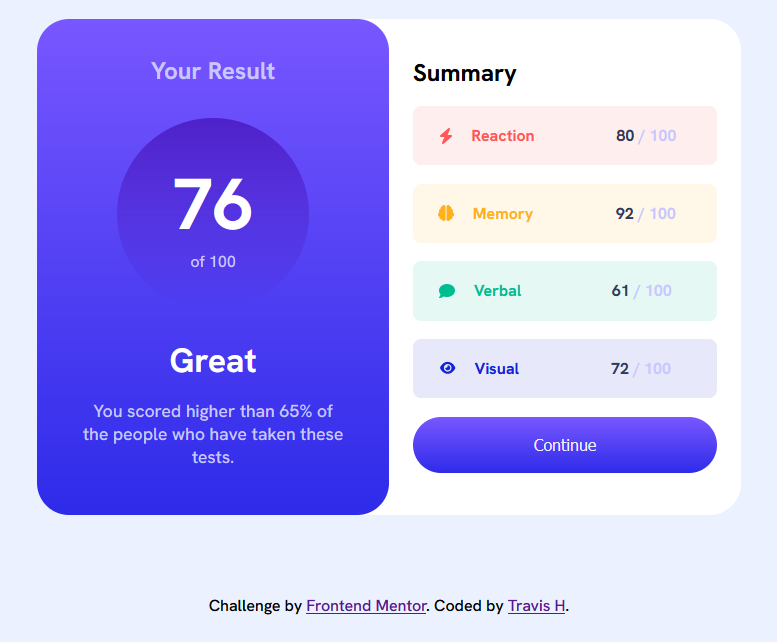 Your Result
76
of 100
Great
You scored higher than 65% of
the people who have taken these
tests.
Summary
Reaction 80 / 100
Memory 92 / 100
Verbal 61 / 100
Visual 72 / 100
Continue
Challenge by Frontend Mentor. Coded by Travis H.